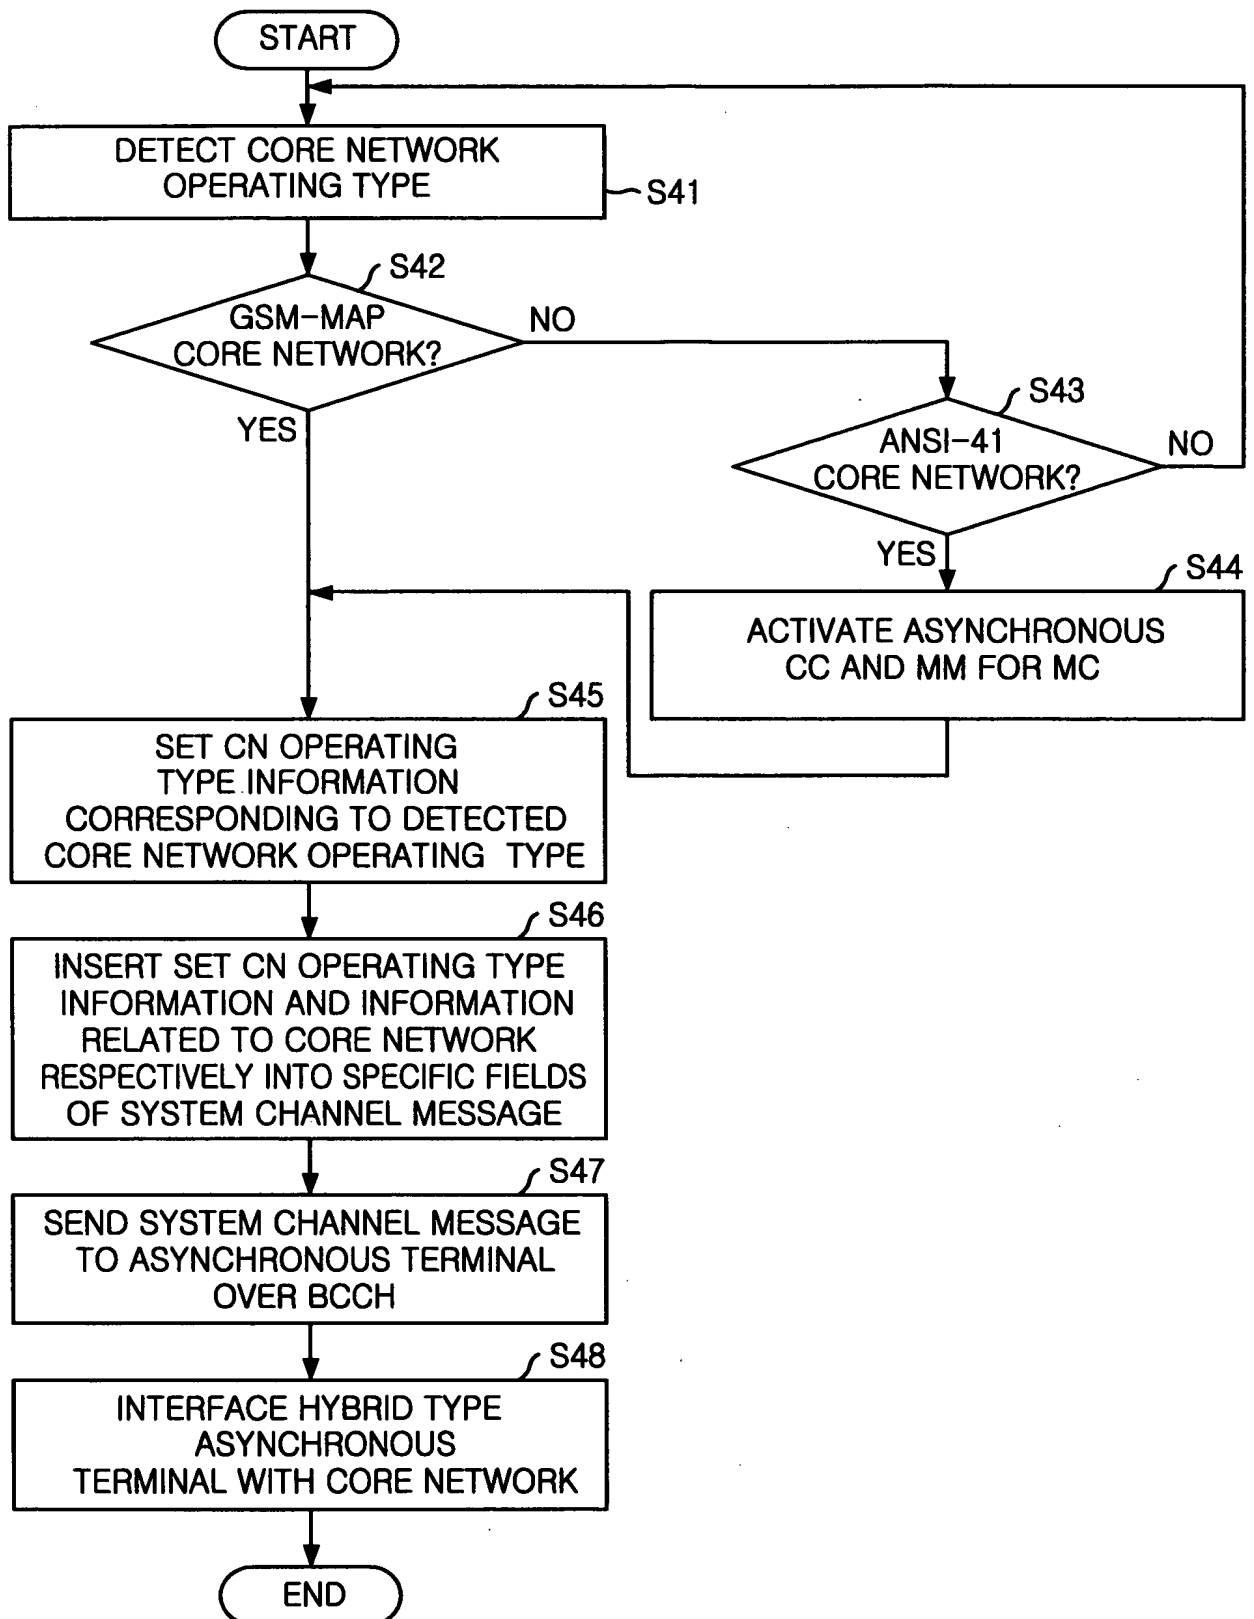 START
DETECT CORE NETWORK
OPERATING TYPE
S41
S42
GSM-MAP
CORE NETWORK?
NO
YES
S43
ANSI-41
CORE NETWORK?
NO
YES
S44
ACTIVATE ASYNCHRONOUS
CC AND MM FOR MC
S45
SET CN OPERATING
TYPE INFORMATION
CORRESPONDING TO DETECTED
CORE NETWORK OPERATING TYPE
S46
INSERT SET CN OPERATING TYPE
INFORMATION AND INFORMATION
RELATED TO CORE NETWORK
RESPECTIVELY INTO SPECIFIC FIELDS
OF SYSTEM CHANNEL MESSAGE
S47
SEND SYSTEM CHANNEL MESSAGE
TO ASYNCHRONOUS TERMINAL
OVER BCCH
S48
INTERFACE HYBRID TYPE
ASYNCHRONOUS
TERMINAL WITH CORE NETWORK
END